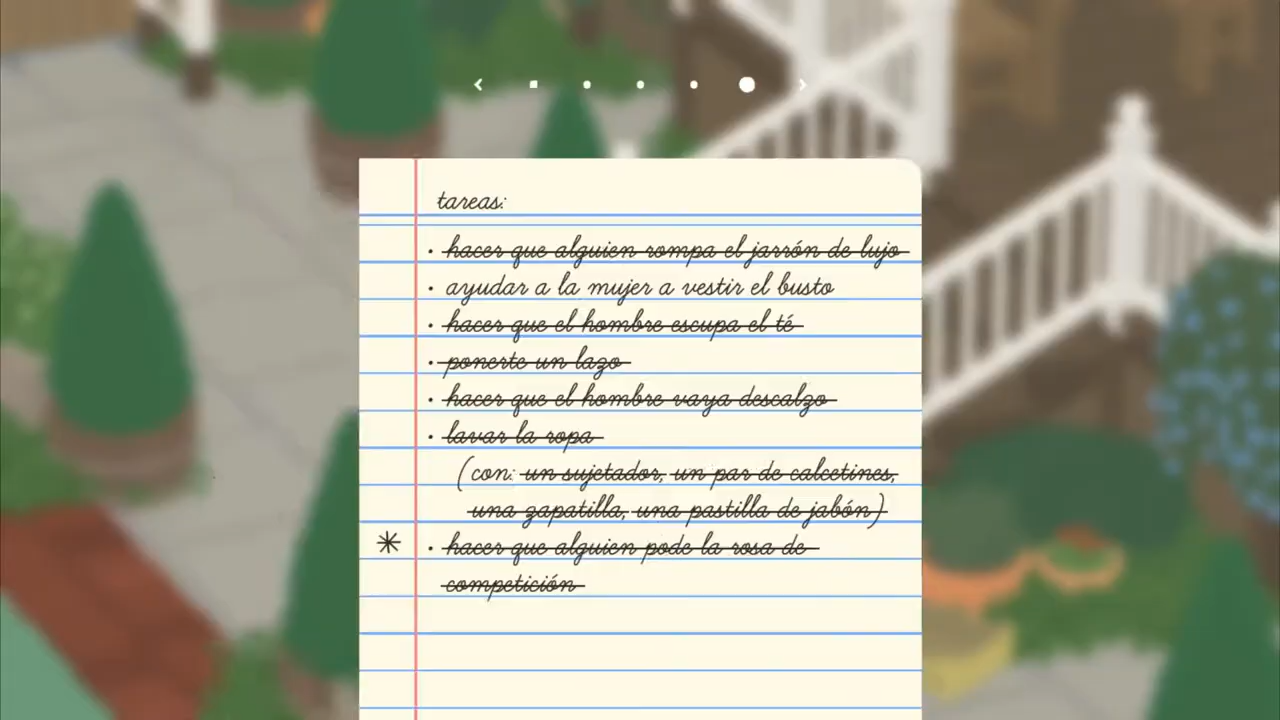 tareas:
· hacer que alguien rompa el jarrón de lujo
· ayudar a la mujer a vestir el busto
· hacer que el hombre escupa el té
· ponerte un lazo
· hacer que el hombre vaya descalzo
· lavar la ropa
(con: un sujetador, un par de calcetines,
una zapatilla, una pastilla de jabón)
· hacer que alguien pode la rosa de
competición